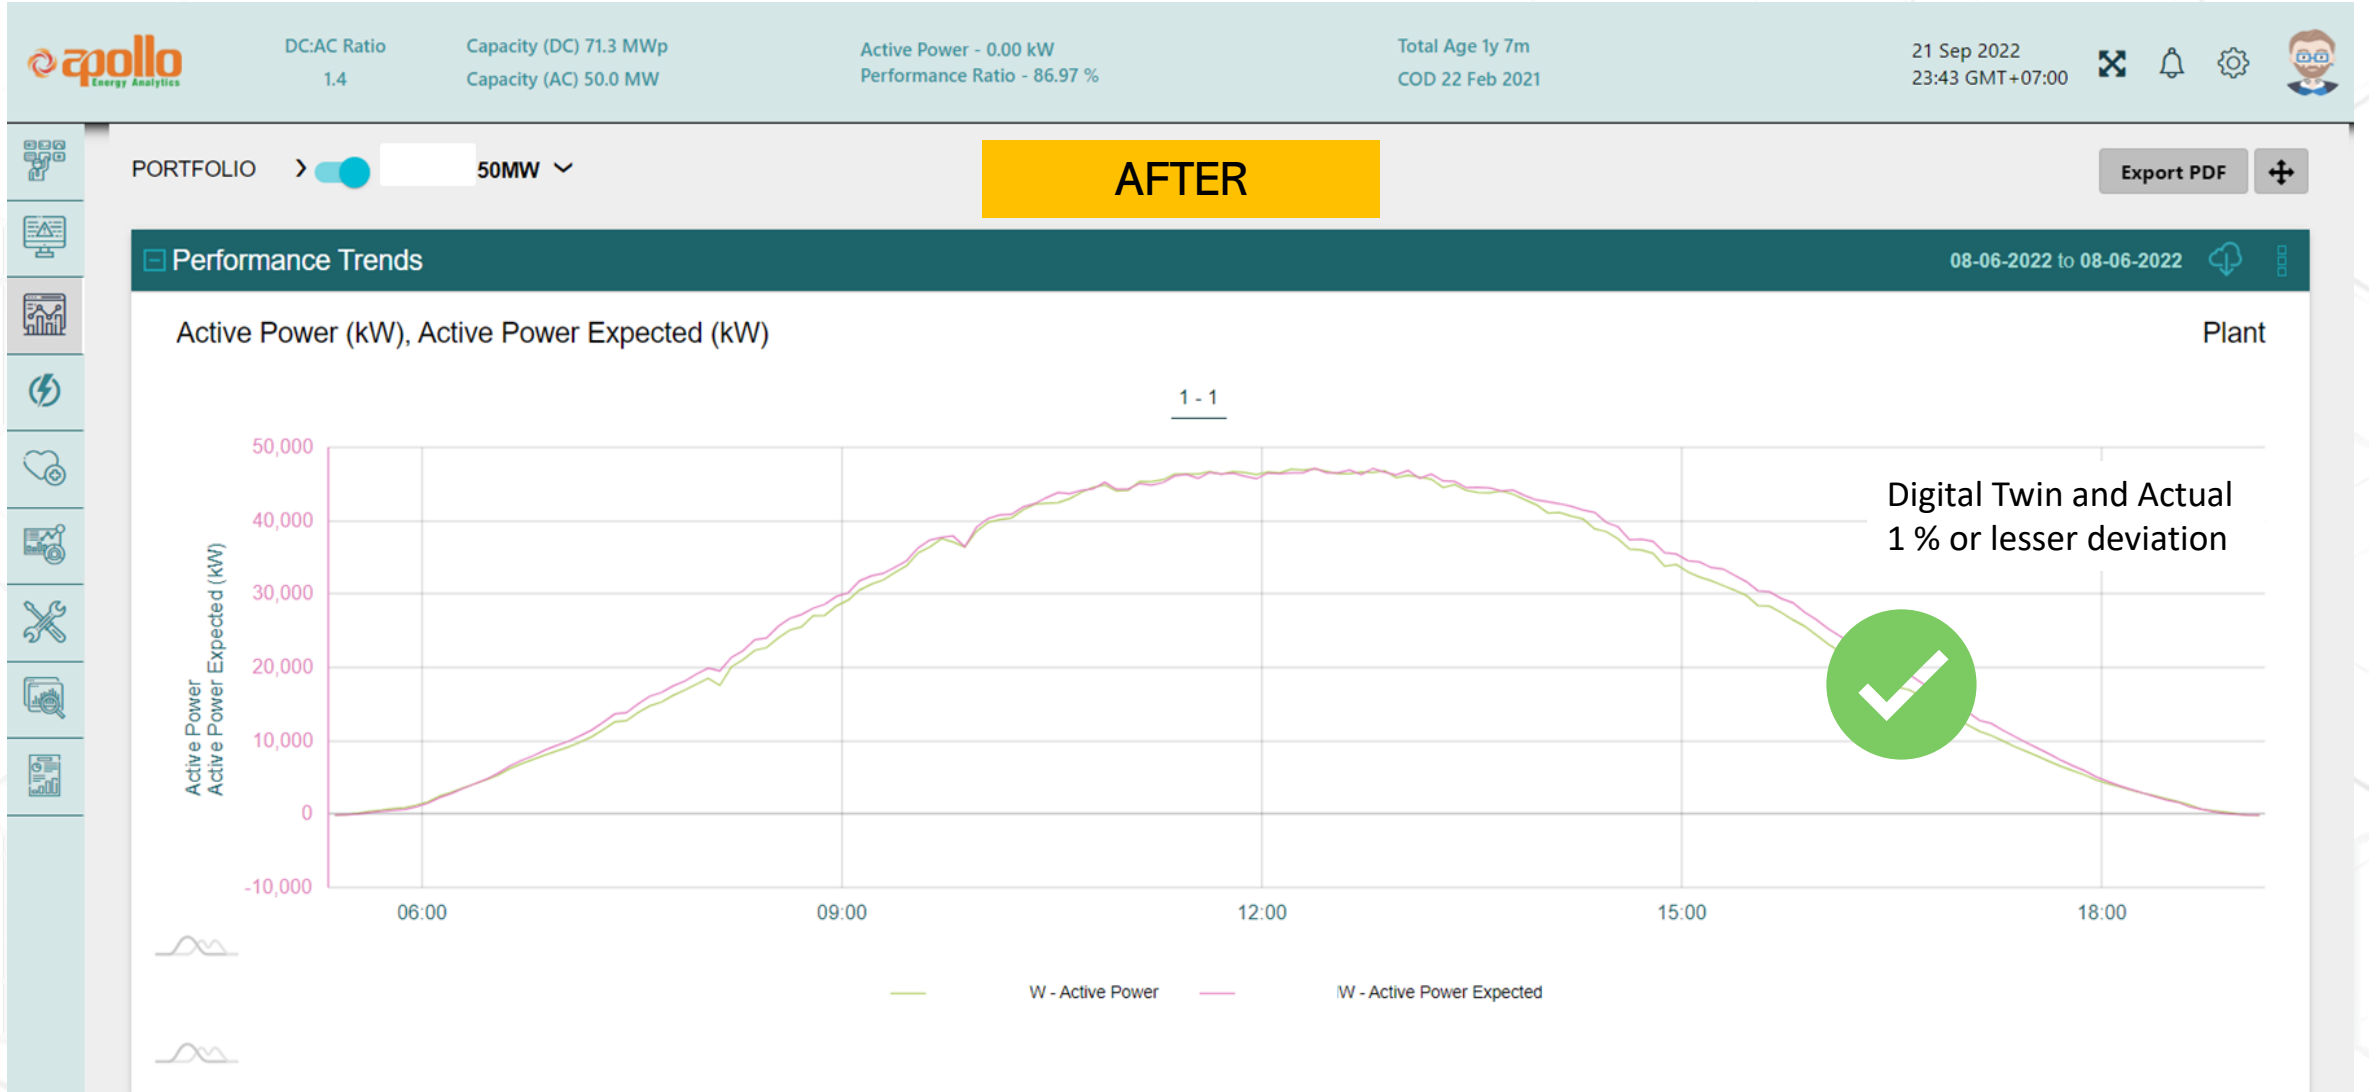 apollo
Energy Analytics
DC:AC Ratio
1.4
Capacity (DC) 71.3 MWp
Capacity (AC) 50.0 MW
Active Power - 0.00 kW
Performance Ratio - 86.97 %
Total Age 1y 7m
COD 22 Feb 2021
21 Sep 2022
23:43 GMT+07:00
PORTFOLIO
50MW
AFTER
Export PDF
Performance Trends
08-06-2022 to 08-06-2022
Active Power (kW), Active Power Expected (kW)
Plant
1 - 1
Digital Twin and Actual
1 % or lesser deviation
Active Power
Active Power Expected (kW)
50,000
40,000
30,000
20,000
10,000
0
-10,000
06:00
09:00
12:00
15:00
18:00
W - Active Power
W - Active Power Expected